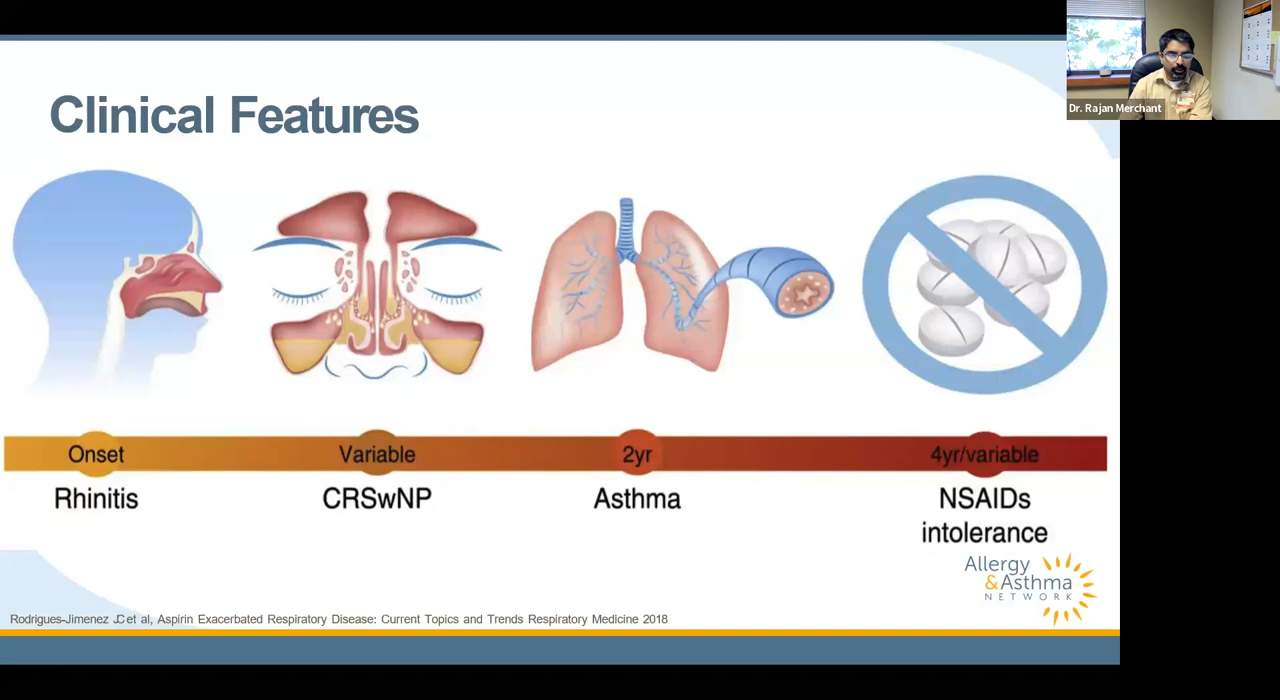 Dr. Rajan Merchant
Clinical Features
Onset
Variable
2yr
4yr/variable
Rhinitis
CRSwNP
Asthma
NSAIDs
intolerance
Allergy
&Asthma
NETWORK
Rodrigues-Jimenez JC et al, Aspirin Exacerbated Respiratory Disease: Current Topics and Trends Respiratory Medicine 2018